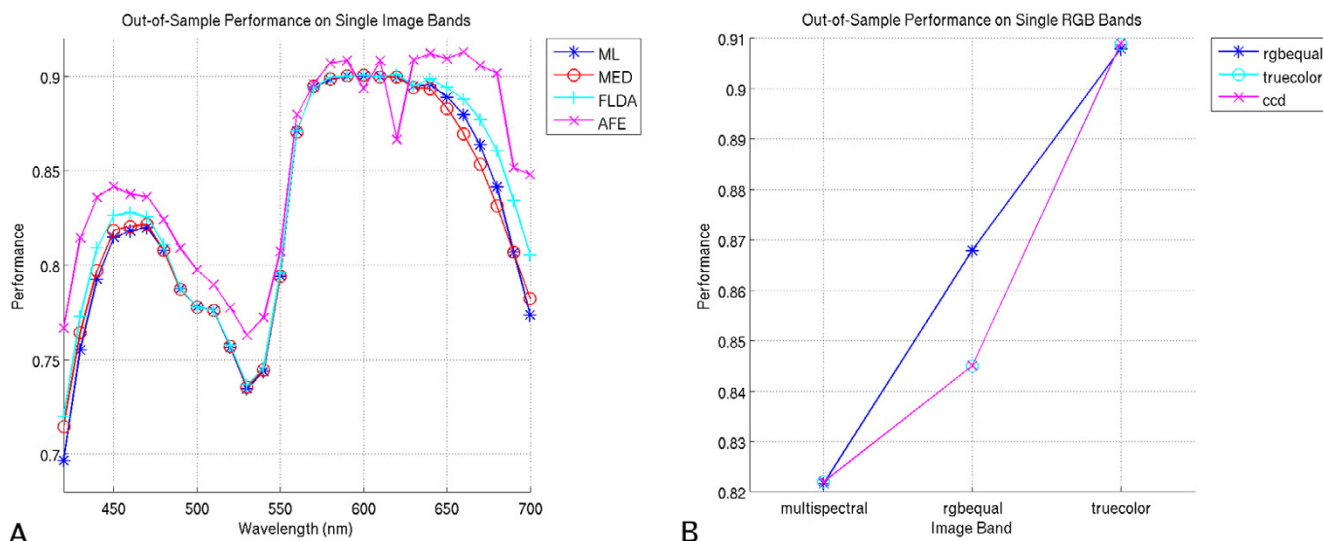 Out-of-Sample Performance on Single Image Bands
ML
MED
FLDA
AFE
0.9
0.85
0.8
0.75
0.7
Performance
450
500
550
600
650
700
Wavelength (nm)
A
Out-of-Sample Performance on Single RGB Bands
rgbequal
truecolor
ccd
0.91
0.9
0.89
0.88
0.87
0.86
0.85
0.84
0.83
0.82
Performance
multispectral
rgbequal
truecolor
Image Band
B